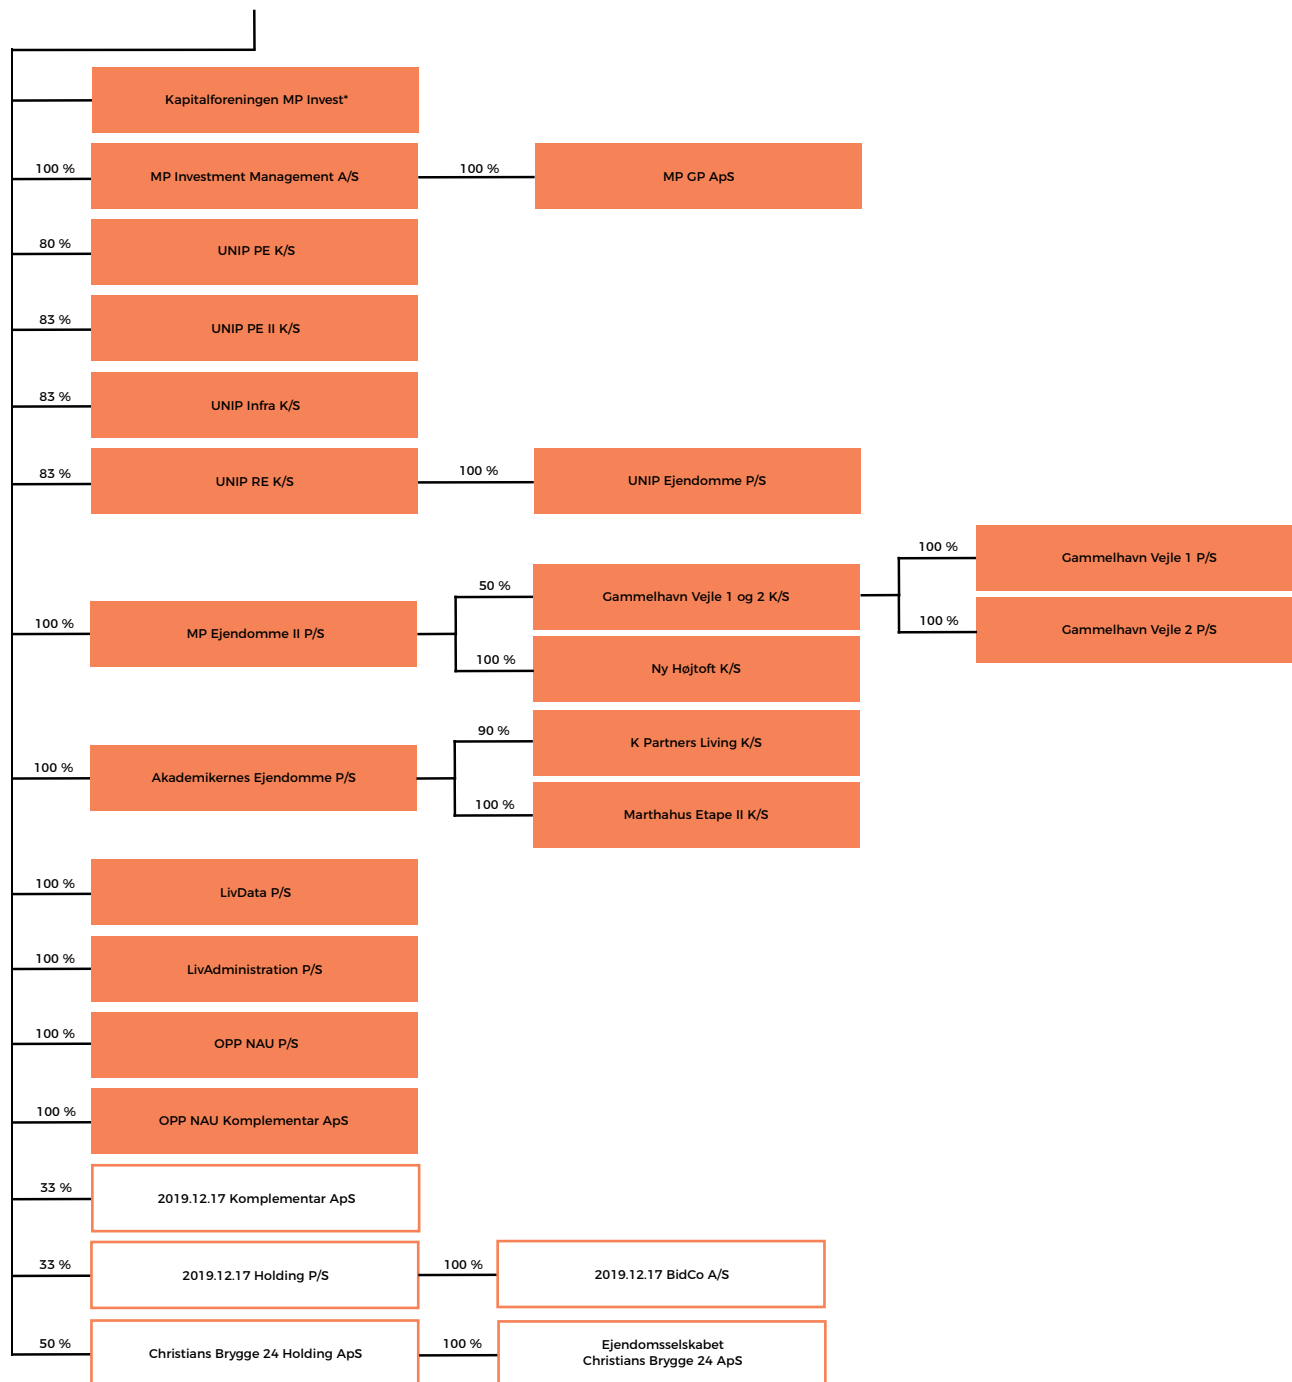 Kapitalforeningen MP Invest*
100 %
MP Investment Management A/S
100 %
MP GP ApS
80 %
UNIP PE K/S
83 %
UNIP PE II K/S
83 %
UNIP Infra K/S
83 %
UNIP RE K/S
100 %
UNIP Ejendomme P/S
100 %
MP Ejendomme II P/S
50 %
Gammelhavn Vejle 1 og 2 K/S
100 %
Gammelhavn Vejle 1 P/S
100 %
Gammelhavn Vejle 2 P/S
100 %
Ny Højtoft K/S
100 %
Akademikernes Ejendomme P/S
90 %
K Partners Living K/S
100 %
Marthahus Etape II K/S
100 %
LivData P/S
100 %
LivAdministration P/S
100 %
OPP NAU P/S
100 %
OPP NAU Komplementar ApS
33 %
2019.12.17 Komplementar ApS
33 %
2019.12.17 Holding P/S
100 %
2019.12.17 BidCo A/S
50 %
Christians Brygge 24 Holding ApS
100 %
Ejendomsselskabet
Christians Brygge 24 ApS